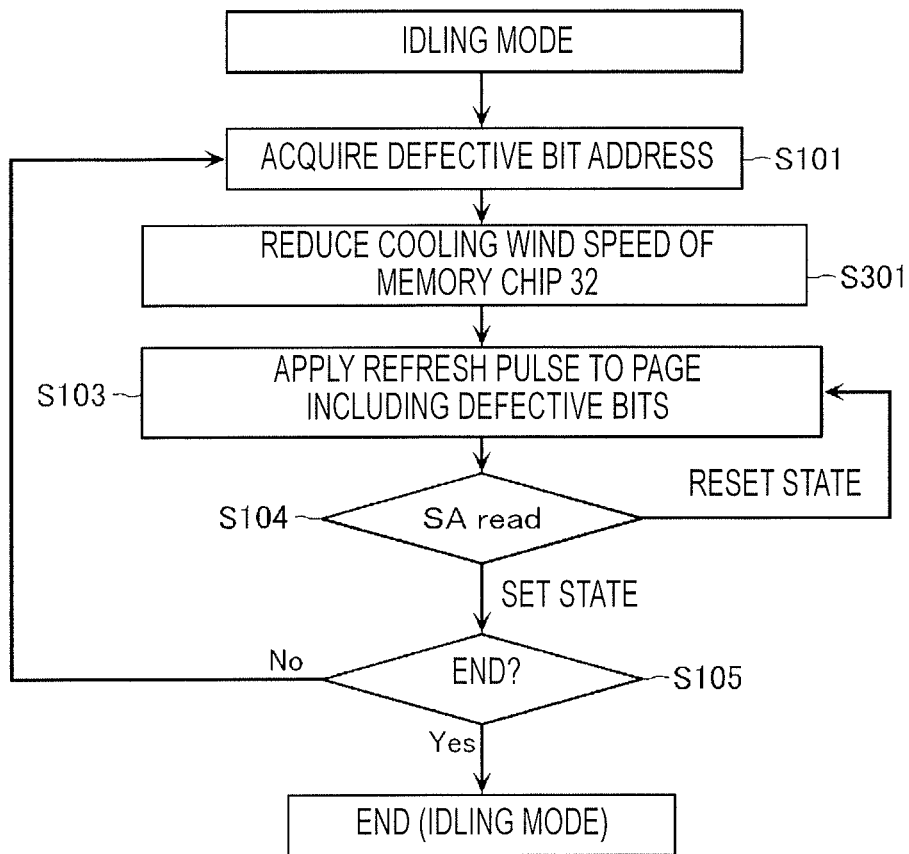 IDLING MODE
ACQUIRE DEFECTIVE BIT ADDRESS
S101
REDUCE COOLING WIND SPEED OF
MEMORY CHIP 32
S301
APPLY REFRESH PULSE TO PAGE
INCLUDING DEFECTIVE BITS
S103
RESET STATE
S104
SA read
SET STATE
No
END?
S105
Yes
END (IDLING MODE)